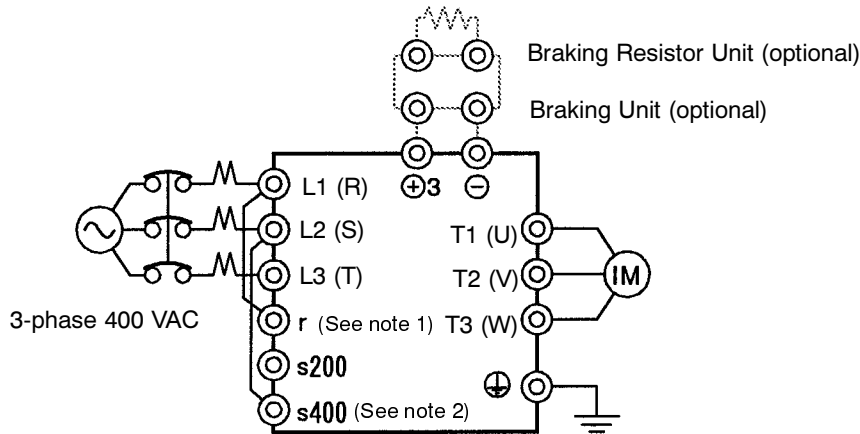 Braking Resistor Unit (optional)
Braking Unit (optional)
⊕3 ⊖
L1 (R)
L2 (S)
L3 (T)
r (See note 1)
s200
s400 (See note 2)
T1 (U)
T2 (V)
T3 (W)
IM
3-phase 400 VAC